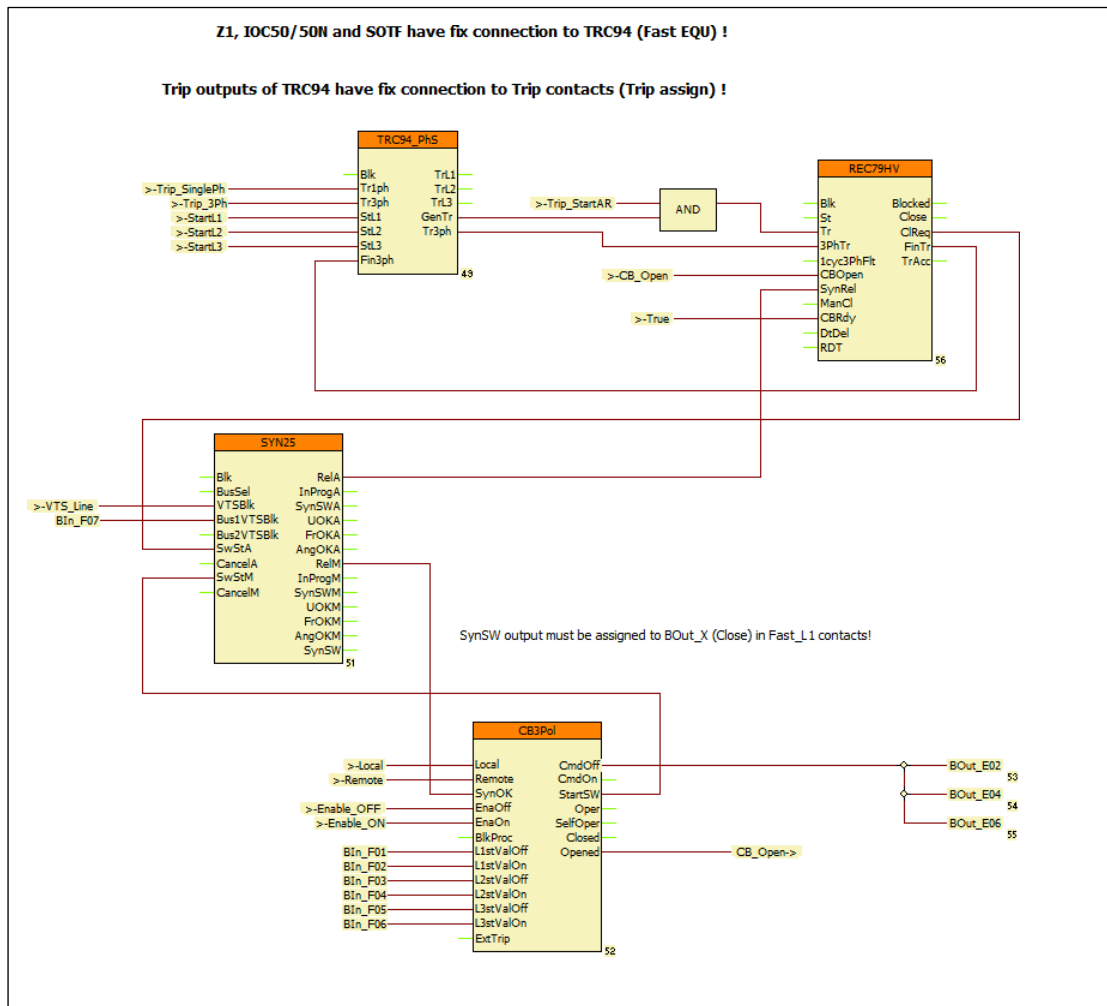 Z1, IOC50/50N and SOTF have fix connection to TRC94 (Fast EQU) !
Trip outputs of TRC94 have fix connection to Trip contacts (Trip assign) !
TRC94_PhS
Blk
Tr1ph
Tr3ph
StL1
StL2
StL3
Fin3ph
TrL1
TrL2
TrL3
GenTr
Tr3ph
49
>-Trip_SinglePh
>-Trip_3Ph
>-StartL1
>-StartL2
>-StartL3
>-Trip_StartAR
AND
>-CB_Open
>-True
REC79HV
Blk
St
Tr
3PhTr
1cyc3PhFlt
CBOpen
SynRel
ManCl
CBRdy
DtDel
RDT
Blocked
Close
ClReq
FinTr
TrAcc
56
SYN25
>-VTS_Line
BIn_F07
Blk
BusSel
VTSBlk
Bus1VTSBlk
Bus2VTSBlk
SwStA
CancelA
SwStM
CancelM
RelA
InProgA
SynSWA
UOKA
FrOKA
AngOKA
RelM
InProgM
SynSWM
UOKM
FrOKM
AngOKM
SynSW
51
SynSW output must be assigned to BOut_X (Close) in Fast_L1 contacts!
CB3Pol
>-Local
>-Remote
>-Enable_OFF
>-Enable_ON
BIn_F01
BIn_F02
BIn_F03
BIn_F04
BIn_F05
BIn_F06
Local
Remote
SynOK
EnaOff
EnaOn
BlkProc
L1stValOff
L1stValOn
L2stValOff
L2stValOn
L3stValOff
L3stValOn
ExtTrip
CmdOff
CmdOn
StartSW
Oper
SelfOper
Closed
Opened
52
BOut_E02
53
BOut_E04
54
BOut_E06
55
CB_Open->